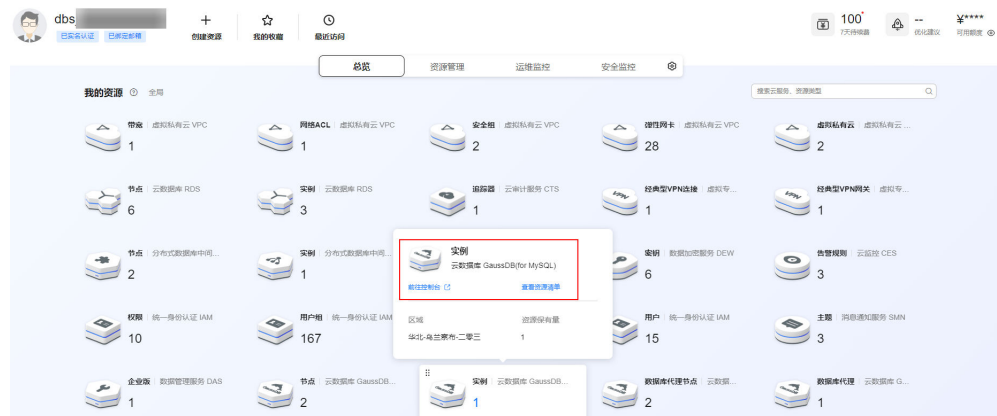 dbs_
已实名认证 已绑定邮箱
创建资源
我的收藏
最近访问
100
7天待续费
--
优化建议
¥****
可用额度
总览 资源管理 运维监控 安全监控
我的资源 全局
搜索云服务、资源类型
带宽 虚拟私有云 VPC
1
网络ACL 虚拟私有云 VPC
1
安全组 虚拟私有云 VPC
2
弹性网卡 虚拟私有云 VPC
28
虚拟私有云 虚拟私有云 ...
2
节点 云数据库 RDS
6
实例 云数据库 RDS
3
追踪器 云审计服务 CTS
1
经典型VPN连接 虚拟专...
1
经典型VPN网关 虚拟专...
1
节点 分布式数据库中间...
2
实例 分布式数据库中间...
1
实例
云数据库 GaussDB(for MySQL)
前往控制台 查看资源清单
区域 资源保有量
华北-乌兰察布-二零三 1
密钥 数据加密服务 DEW
6
告警规则 云监控 CES
3
权限 统一身份认证 IAM
10
用户组 统一身份认证 IAM
167
用户 统一身份认证 IAM
15
主题 消息通知服务 SMN
3
企业版 数据管理服务 DAS
1
节点 云数据库 GaussDB...
2
实例 云数据库 GaussDB...
1
数据库代理节点 云数据...
2
数据库代理 云数据库 G...
1